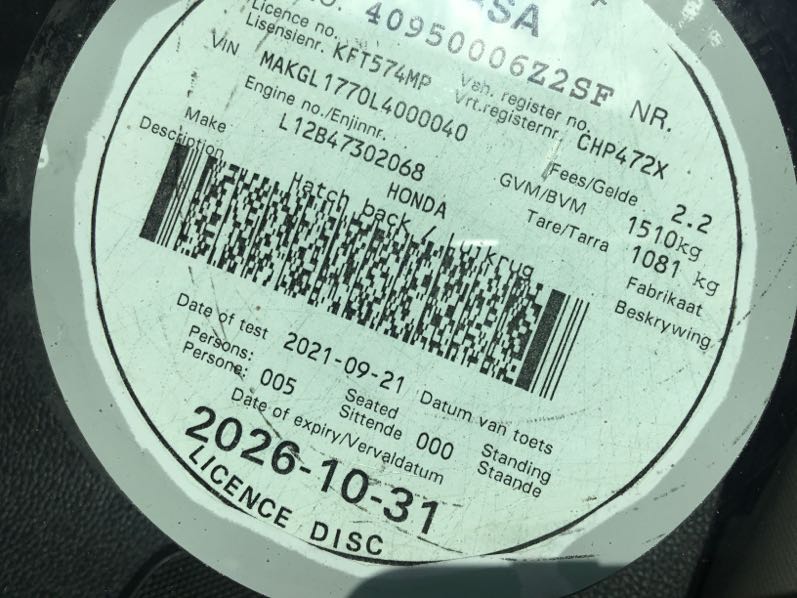 RSA
NO. 40950006Z2SF NR.
Licence no. Veh. register no.
Lisensienr. KFT574MP Vrt.registernr. CHP472X
VIN MAKGL1770L4000040 Fees/Gelde 2.2
Engine no./Enjinnr. L12B47302068 GVM/BVM 1510kg
Make HONDA Tare/Tarra 1081 kg
Description Hatch back / Luikrug Fabrikaat
Beskrywing
Date of test 2021-09-21 Datum van toets
Persons: 005 Seated 000 Standing
Persone: Sittende Staande
Date of expiry/Vervaldatum
2026-10-31
LICENCE DISC